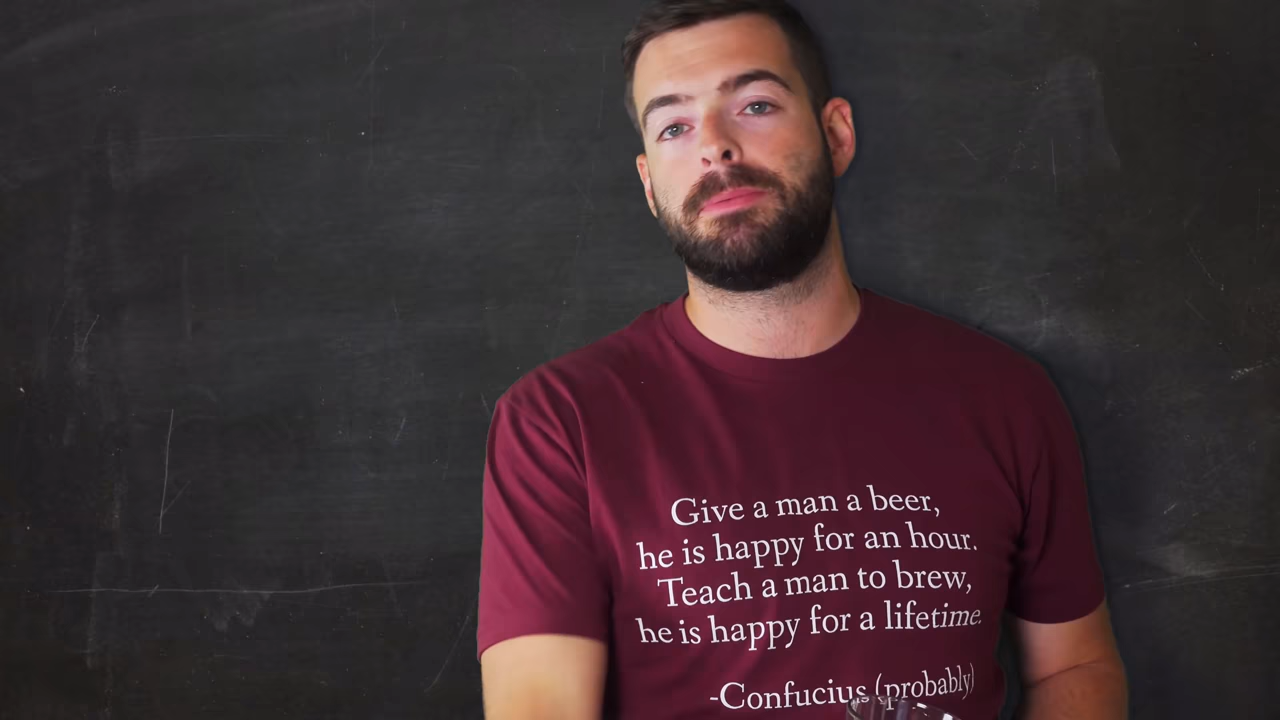 Give a man a beer,
he is happy for an hour.
Teach a man to brew,
he is happy for a lifetime.
-Confucius (probably)